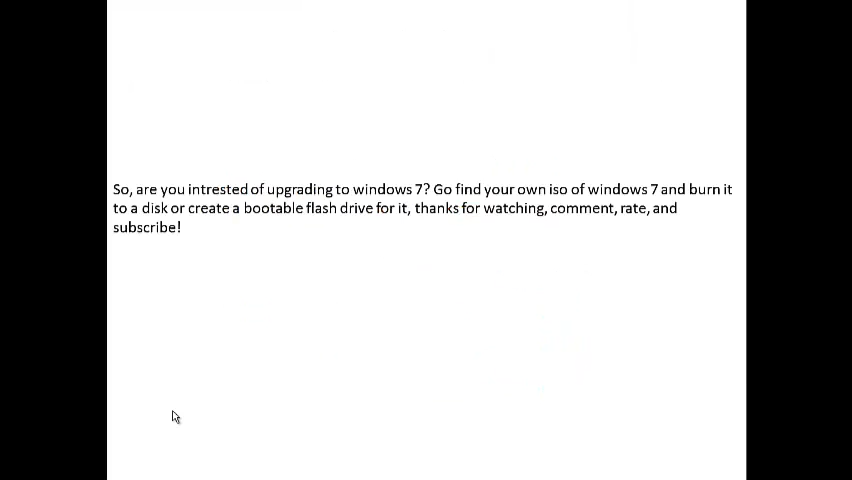 So, are you intrested of upgrading to windows 7? Go find your own iso of windows 7 and burn it
to a disk or create a bootable flash drive for it, thanks for watching, comment, rate, and
subscribe!